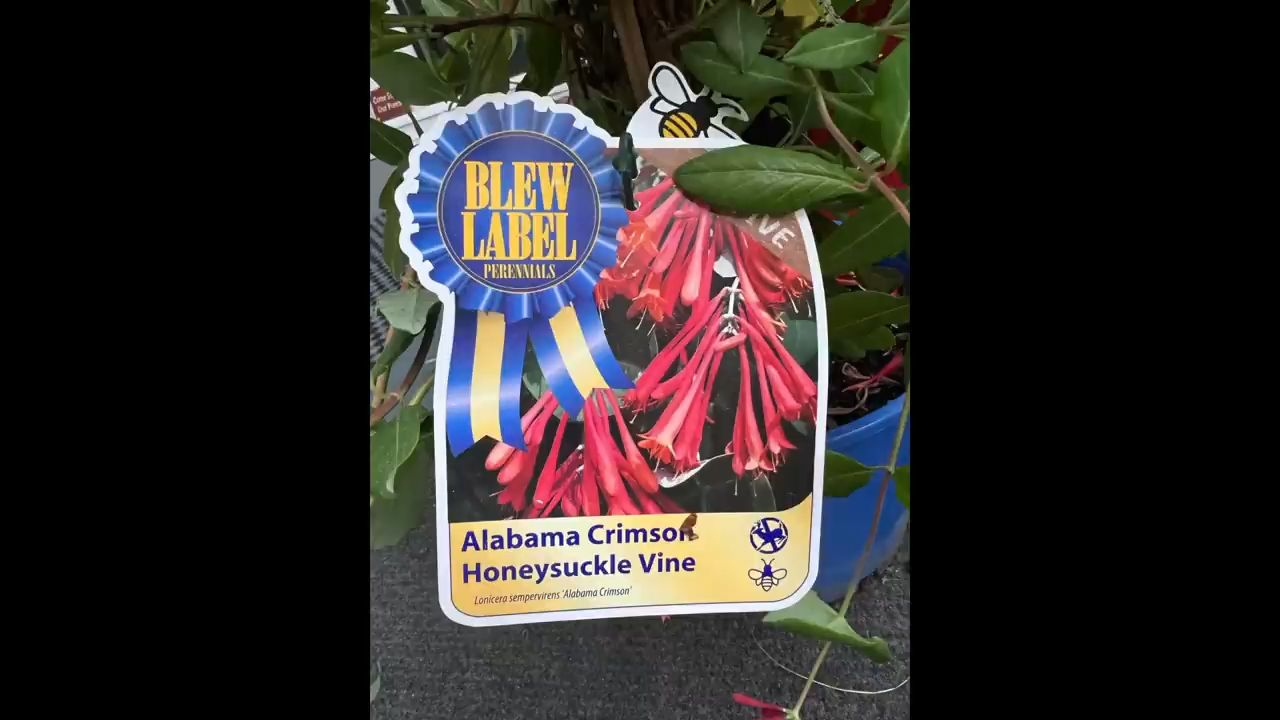 BLEW
LABEL
PERENNIALS
Alabama Crimson
Honeysuckle Vine
Lonicera sempervirens 'Alabama Crimson'